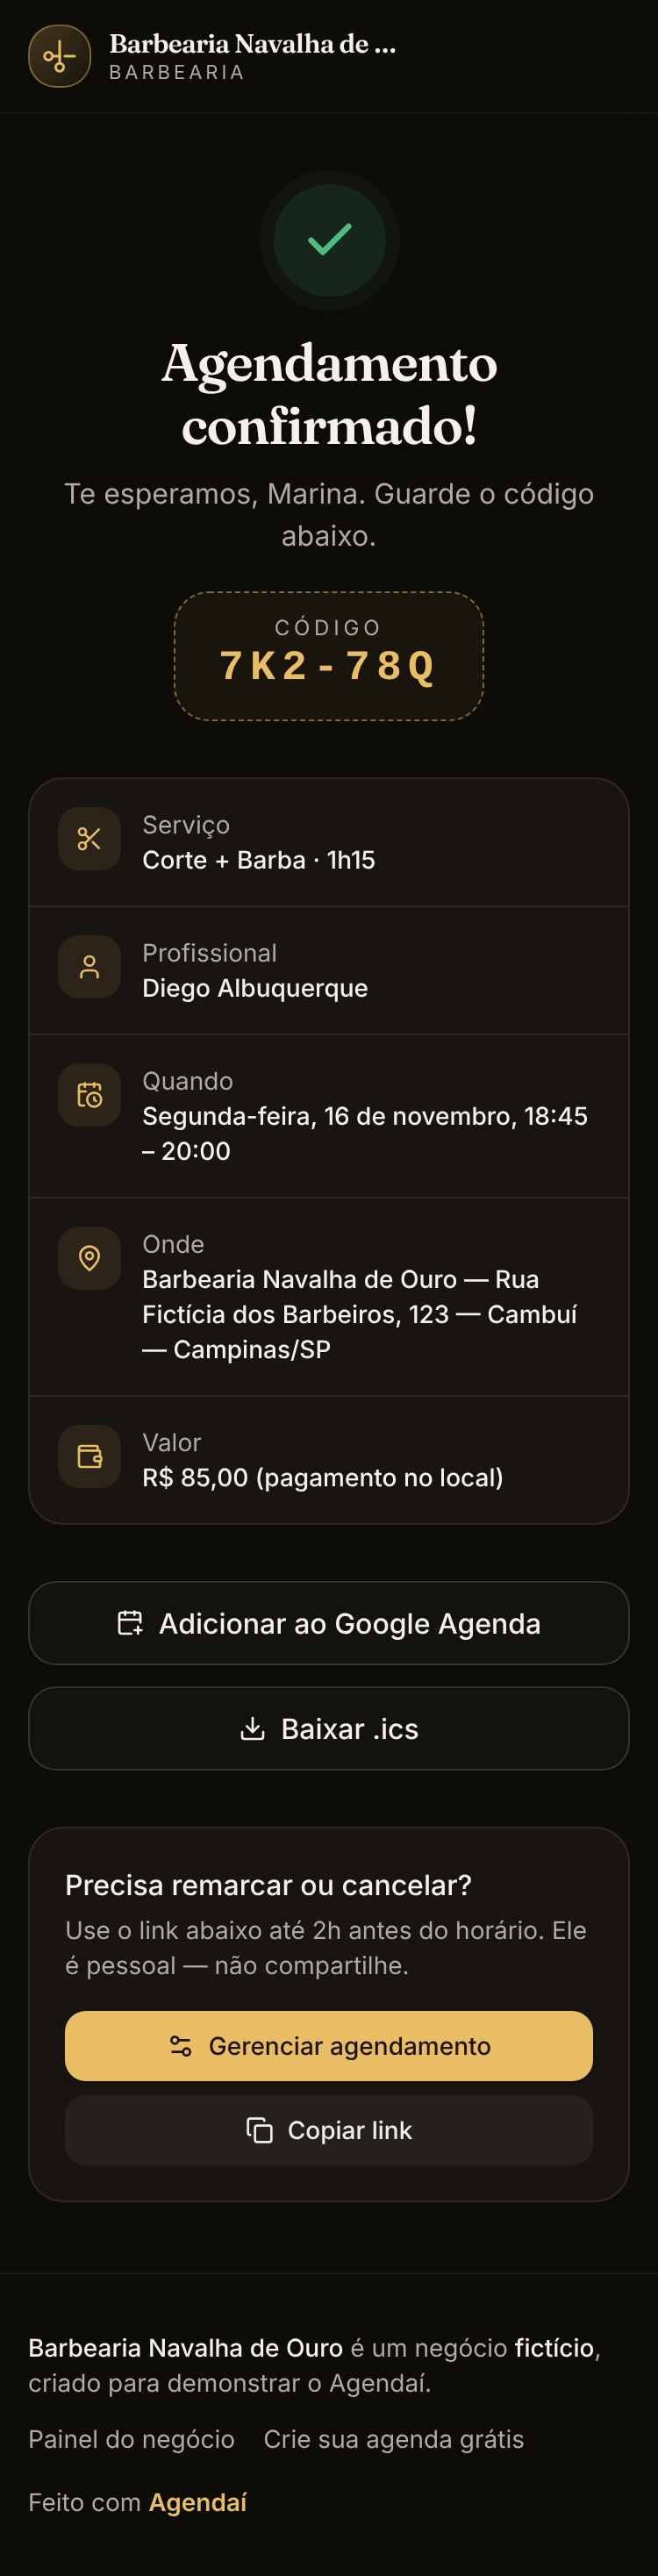 Barbearia Navalha de ...
BARBEARIA
Agendamento
confirmado!
Te esperamos, Marina. Guarde o código
abaixo.
CÓDIGO
7K2-78Q
Serviço
Corte + Barba · 1h15
Profissional
Diego Albuquerque
Quando
Segunda-feira, 16 de novembro, 18:45
– 20:00
Onde
Barbearia Navalha de Ouro — Rua
Fictícia dos Barbeiros, 123 — Cambuí
— Campinas/SP
Valor
R$ 85,00 (pagamento no local)
Adicionar ao Google Agenda
Baixar .ics
Precisa remarcar ou cancelar?
Use o link abaixo até 2h antes do horário. Ele
é pessoal — não compartilhe.
Gerenciar agendamento
Copiar link
Barbearia Navalha de Ouro é um negócio fictício,
criado para demonstrar o Agendaí.
Painel do negócio Crie sua agenda grátis
Feito com Agendaí